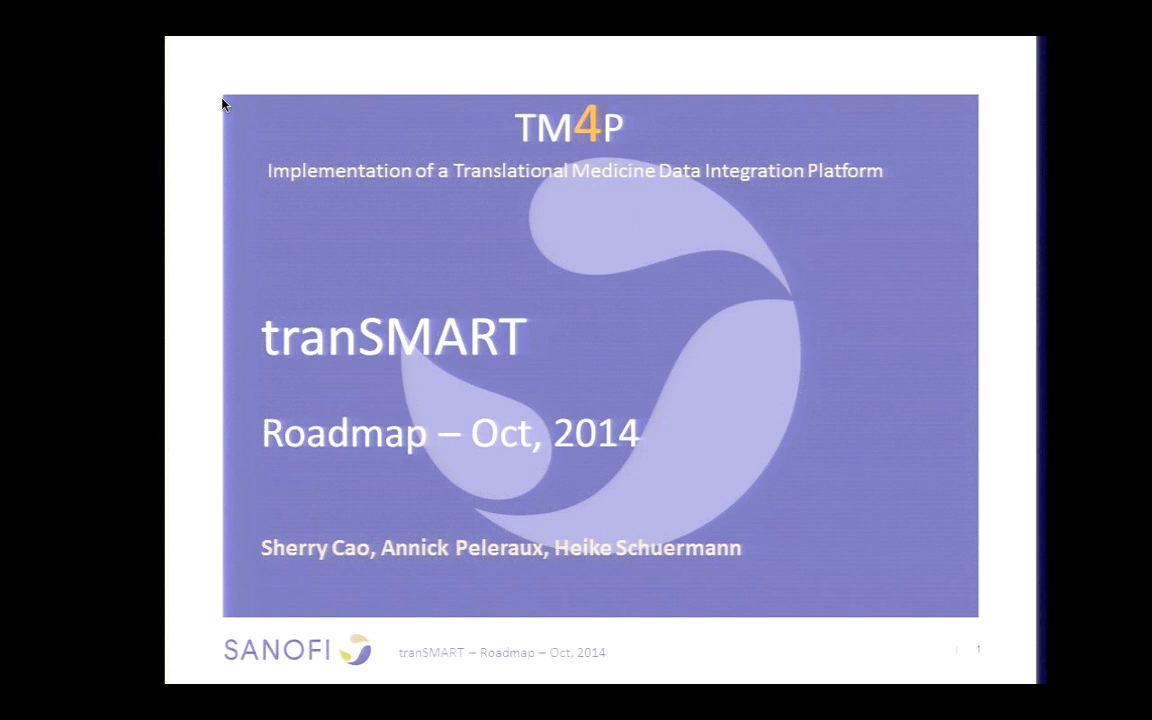 TM4P
Implementation of a Translational Medicine Data Integration Platform
tranSMART
Roadmap – Oct, 2014
Sherry Cao, Annick Peleraux, Heike Schuermann
SANOFI
tranSMART – Roadmap – Oct, 2014
| 1